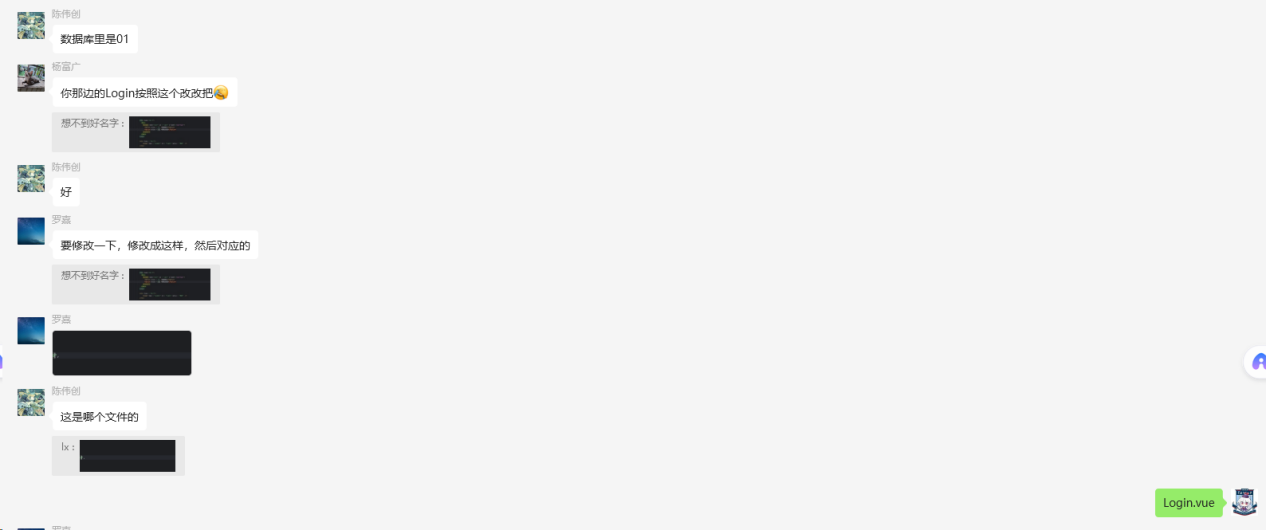 陈伟创
数据库里是01
杨富广
你那边的Login按照这个改改把
想不到好名字：
陈伟创
好
罗嘉
要修改一下，修改成这样，然后对应的
想不到好名字：
罗嘉
陈伟创
这是哪个文件的
lx：
Login.vue